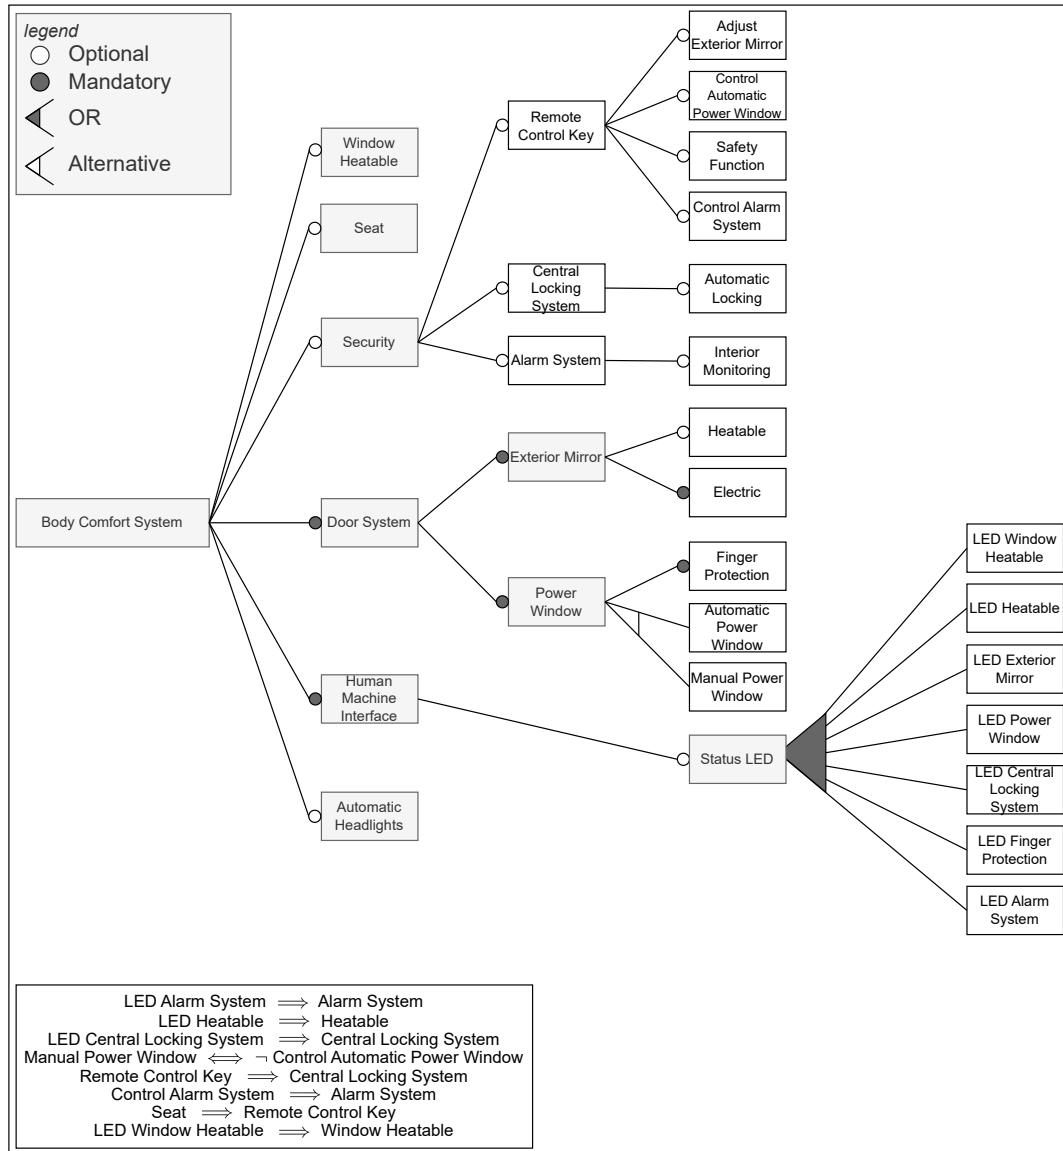 legend
Optional
Mandatory
OR
Alternative
Adjust
Exterior Mirror
Control
Automatic
Power Window
Remote
Control Key
Safety
Function
Control Alarm
System
Window
Heatable
Seat
Security
Central
Locking
System
Automatic
Locking
Alarm System
Interior
Monitoring
Exterior Mirror
Heatable
Electric
Body Comfort System
Door System
Power
Window
Finger
Protection
Automatic
Power
Window
Manual Power
Window
Human
Machine
Interface
Status LED
Automatic
Headlights
LED Window
Heatable
LED Heatable
LED Exterior
Mirror
LED Power
Window
LED Central
Locking
System
LED Finger
Protection
LED Alarm
System
LED Alarm System ⟹ Alarm System
LED Heatable ⟹ Heatable
LED Central Locking System ⟹ Central Locking System
Manual Power Window ⟺ ¬ Control Automatic Power Window
Remote Control Key ⟹ Central Locking System
Control Alarm System ⟹ Alarm System
Seat ⟹ Remote Control Key
LED Window Heatable ⟹ Window Heatable